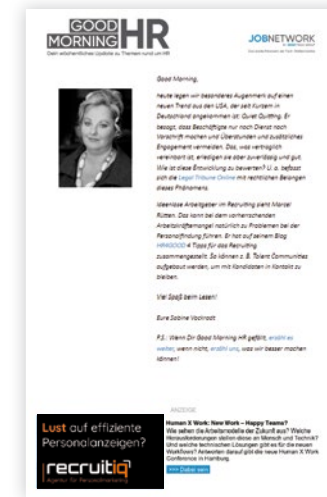 GOOD
MORNING HR
Dein wöchentliches Update zu Themen rund um HR
JOBNETWORK
Good Morning,
heute legen wir besonderes Augenmerk auf einen
neuen Trend aus den USA, der seit Kurzem in
Deutschland angekommen ist: Quiet Quitting. Er
besagt, dass Beschäftigte nur noch Dienst nach
Vorschrift machen und Überstunden und zusätzliches
Engagement vermeiden. Das, was vertraglich
vereinbart ist, erledigen sie aber zuverlässig und gut.
Wie ist diese Entwicklung zu bewerten? U. a. befasst
sich die Legal Tribune Online mit rechtlichen Belangen
dieses Phänomens.
Ideenlose Arbeitgeber im Recruiting sieht Marcel
Rütten. Das kann bei dem vorherrschenden
Arbeitskräftemangel natürlich zu Problemen bei der
Personalfindung führen. Er hat auf seinem Blog
HR4GOOD 4 Tipps für das Recruiting
zusammengestellt. So können z. B. Talent Communities
aufgebaut werden, um mit Kandidaten in Kontakt zu
bleiben.
Viel Spaß beim Lesen!
Eure Sabine Vockrodt
P.S.: Wenn Dir Good Morning HR gefällt, erzähl es
weiter, wenn nicht, erzähl uns, was wir besser machen
können!
ANZEIGE
Lust auf effiziente
Personalanzeigen?
recruitiq
Agentur für Personalmarketing
Human X Work: New Work – Happy Teams?
Wie sehen die Arbeitsmodelle der Zukunft aus? Welche
Herausforderungen stellen diese an Mensch und Technik?
Und welche technischen Lösungen gibt es für die neuen
Workflows? Antworten darauf gibt die neue Human X Work
Conference in Hamburg.
>>> Dabei sein